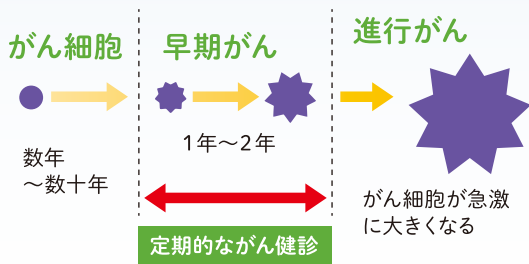 がん細胞
早期がん
進行がん
数年
～数十年
1年～2年
がん細胞が急激
に大きくなる
定期的ながん健診